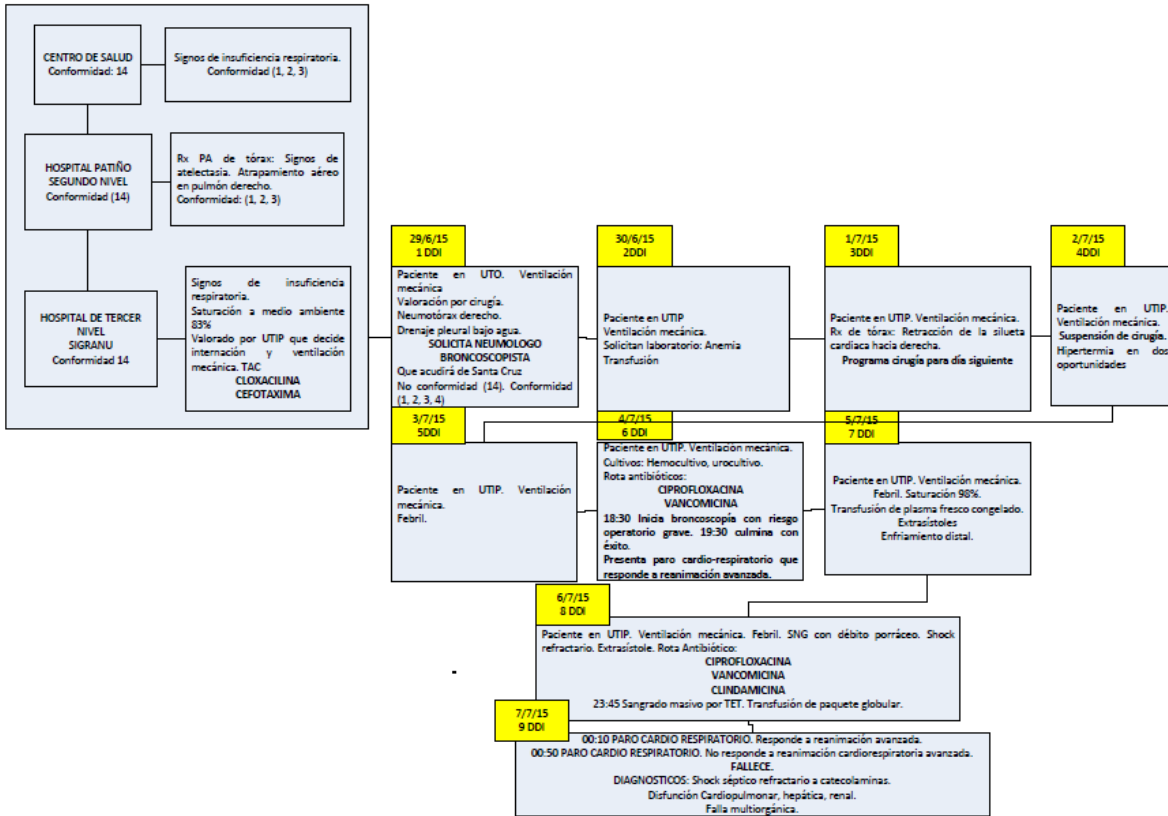 CENTRO DE SALUD
Conformidad: 14
Signos de insuficiencia respiratoria.
Conformidad (1, 2, 3)
HOSPITAL PATIÑO
SEGUNDO NIVEL
Conformidad (14)
Rx PA de tórax: Signos de
atelectasia. Atrapamiento aéreo
en pulmón derecho.
Conformidad: (1, 2, 3)
HOSPITAL DE TERCER
NIVEL
SIGRANU
Conformidad 14
Signos de insuficiencia
respiratoria.
Saturación a medio ambiente
83%
Valorado por UTIP que decide
internación y ventilación
mecánica. TAC
CLOXACILINA
CEFOTAXIMA
29/6/15
1 DDI
Paciente en UTO. Ventilación
mecánica
Valoración por cirugía.
Neumotórax derecho.
Drenaje pleural bajo agua.
SOLICITA NEUMOLOGO
BRONCOSCOPISTA
Que acudirá de Santa Cruz
No conformidad (14). Conformidad
(1, 2, 3, 4)
30/6/15
2DDI
Paciente en UTIP
Ventilación mecánica.
Solicitan laboratorio: Anemia
Transfusión
1/7/15
3DDI
Paciente en UTIP. Ventilación mecánica.
Rx de tórax: Retracción de la silueta
cardiaca hacia derecha.
Programa cirugía para día siguiente
2/7/15
4DDI
Paciente en UTIP.
Ventilación mecánica.
Suspensión de cirugía.
Hipertermia en dos
oportunidades
3/7/15
5DDI
Paciente en UTIP. Ventilación
mecánica.
Febril.
4/7/15
6 DDI
Paciente en UTIP. Ventilación mecánica.
Cultivos: Hemocultivo, urocultivo.
Rota antibióticos:
CIPROFLOXACINA
VANCOMICINA
18:30 Inicia broncoscopía con riesgo
operatorio grave. 19:30 culmina con
éxito.
Presenta paro cardio-respiratorio que
responde a reanimación avanzada.
5/7/15
7 DDI
Paciente en UTIP. Ventilación mecánica.
Febril. Saturación 98%.
Transfusión de plasma fresco congelado.
Extrasístoles
Enfriamiento distal.
6/7/15
8 DDI
Paciente en UTIP. Ventilación mecánica. Febril. SNG con débito porráceo. Shock
refractario. Extrasístole. Rota Antibiótico:
CIPROFLOXACINA
VANCOMICINA
CLINDAMICINA
23:45 Sangrado masivo por TET. Transfusión de paquete globular.
7/7/15
9 DDI
00:10 PARO CARDIO RESPIRATORIO. Responde a reanimación avanzada.
00:50 PARO CARDIO RESPIRATORIO. No responde a reanimación cardiorespiratoria avanzada.
FALLECE.
DIAGNOSTICOS: Shock séptico refractario a catecolaminas.
Disfunción Cardiopulmonar, hepática, renal.
Falla multiorgánica.